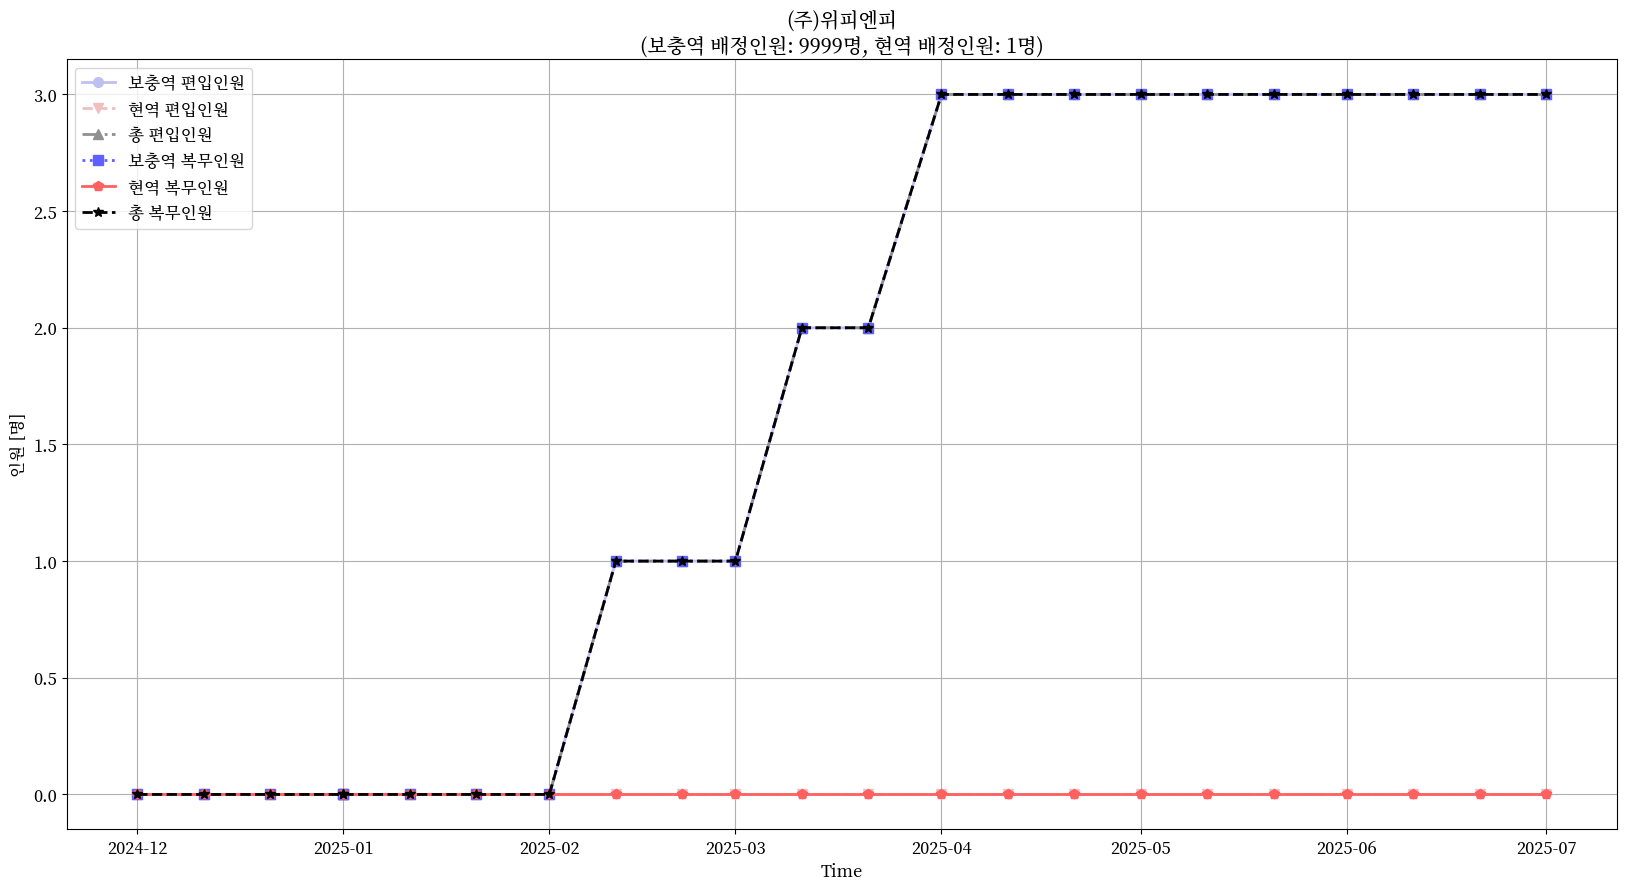 (주)위피엔피
(보충역 배정인원: 9999명, 현역 배정인원: 1명)
보충역 편입인원
현역 편입인원
총 편입인원
보충역 복무인원
현역 복무인원
총 복무인원
인원 [명]
3.0
2.5
2.0
1.5
1.0
0.5
0.0
2024-12 2025-01 2025-02 2025-03 2025-04 2025-05 2025-06 2025-07
Time